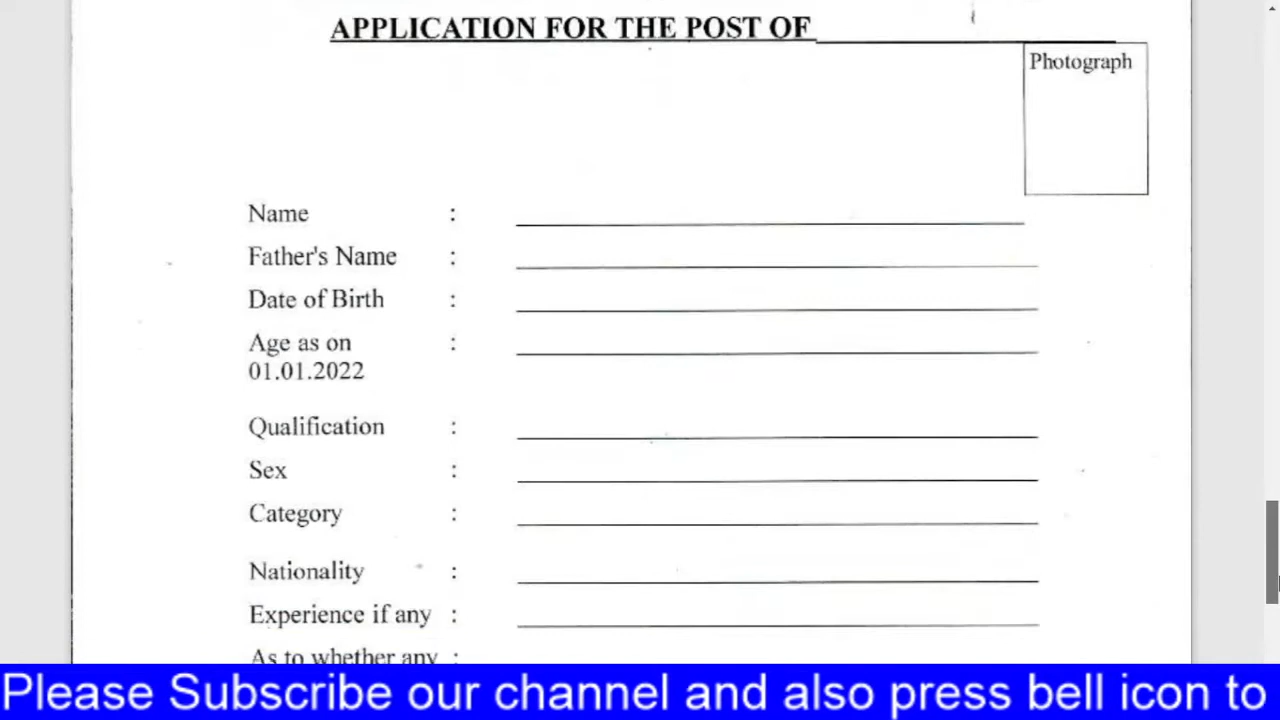 APPLICATION FOR THE POST OF
Photograph
Name :
Father's Name :
Date of Birth :
Age as on :
01.01.2022
Qualification :
Sex :
Category :
Nationality :
Experience if any :
As to whether any :
Please Subscribe our channel and also press bell icon to